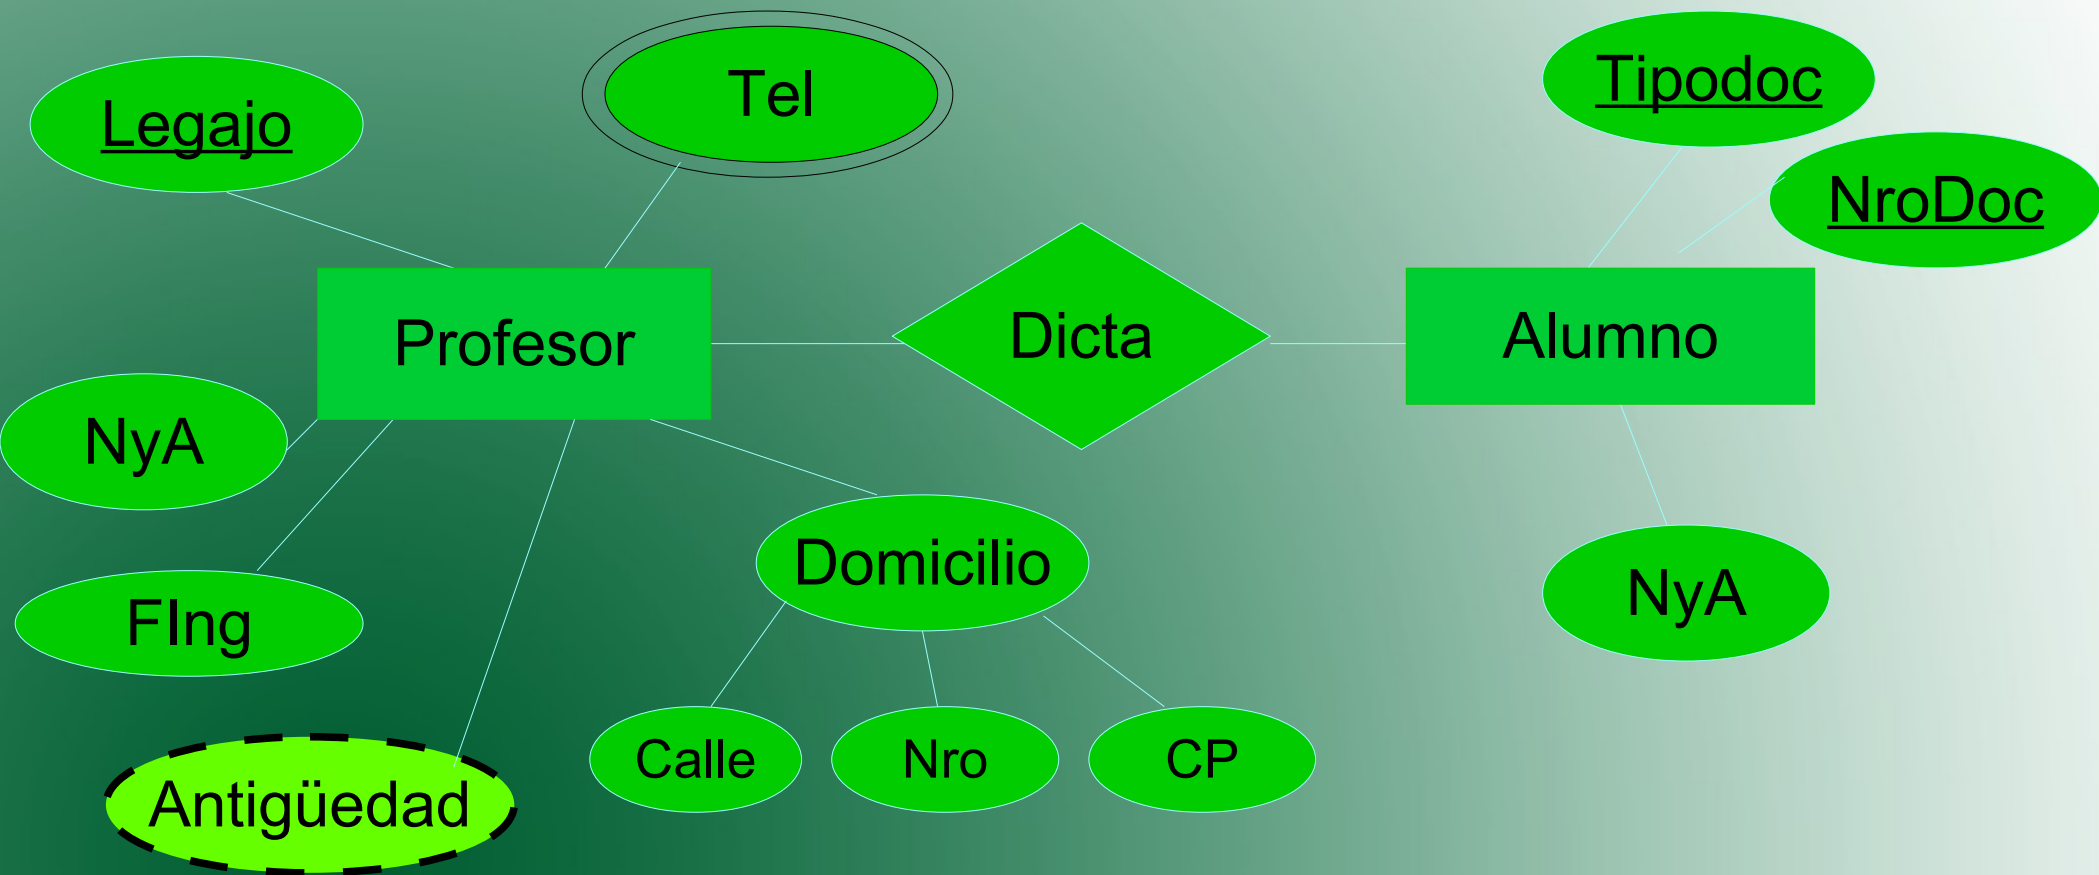 Tel
Tipodoc
Legajo
NroDoc
Profesor
Dicta
Alumno
NyA
Domicilio
NyA
FIng
Calle
Nro
CP
Antigüedad